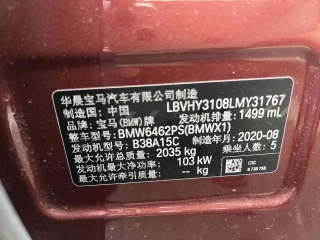 华晨宝马汽车有限公司制造
制造国：中国 LBVHY3108LMY31767
品牌：宝马(BMW)牌 发动机排量：1499 mL
整车型号：BMW6462PS(BMWX1)
发动机型号：B38A15C 制造年月：2020-08
最大允许总质量：2035 kg 乘坐人数：5
发动机最大净功率：103 kW
最大允许牵引质量：-- kg